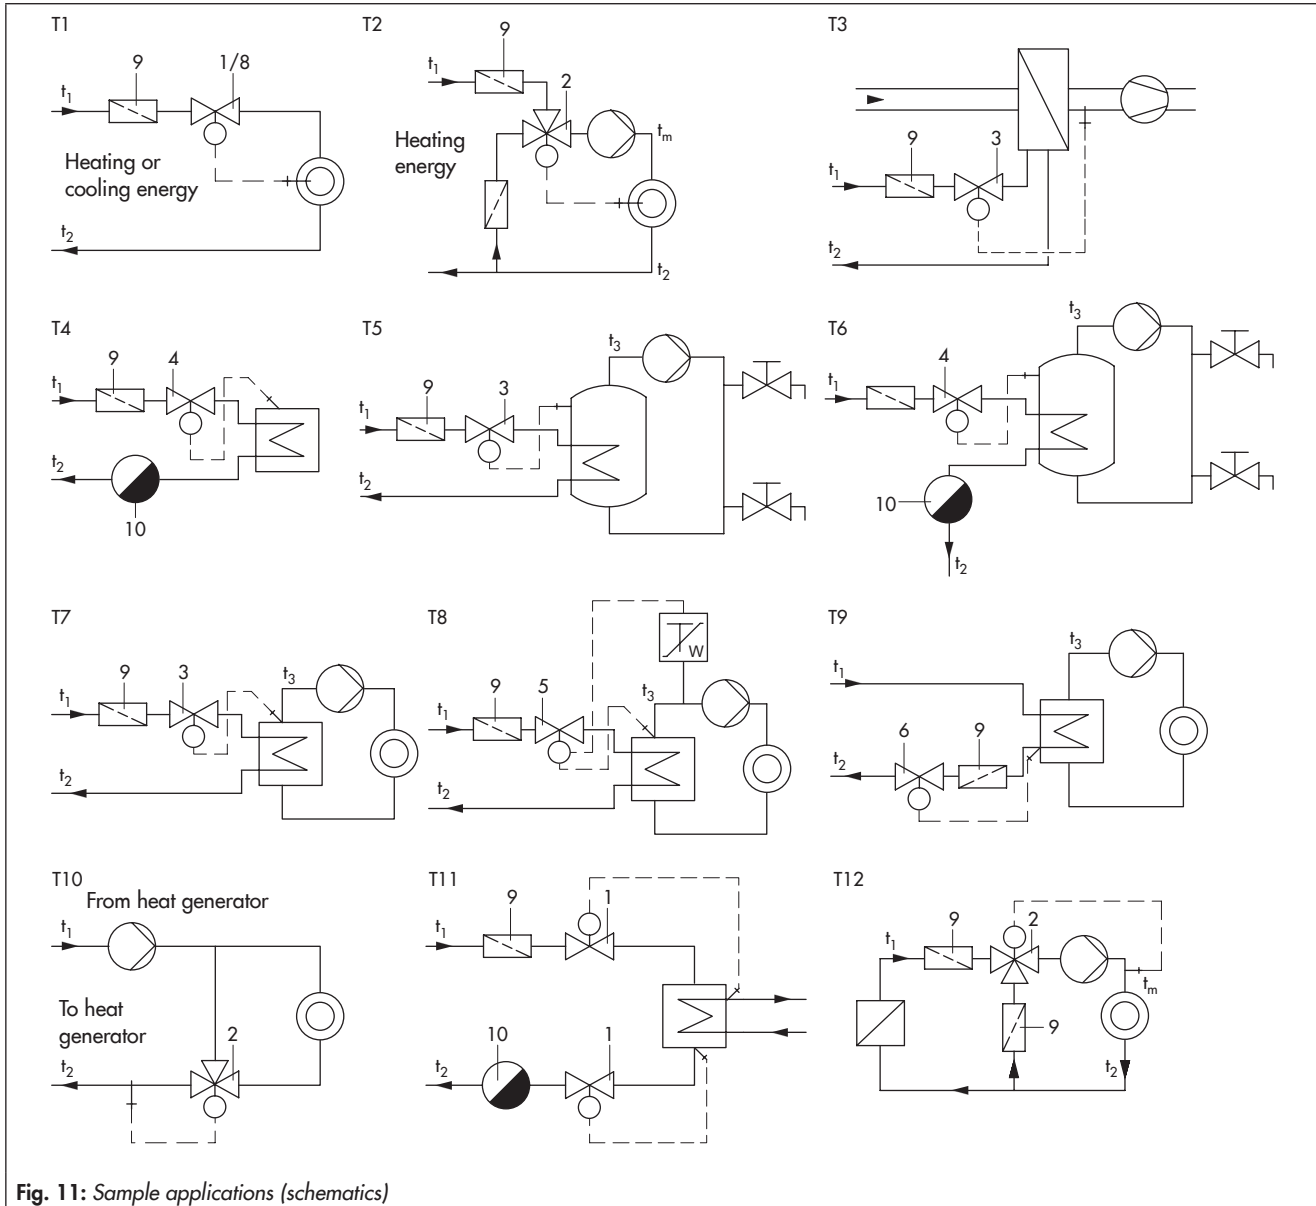 T1
9
1/8
t1
Heating or
cooling energy
t2
T2
9
t1
2
tm
Heating
energy
t2
T3
9
3
t1
t2
T4
9
4
t1
t2
10
T5
t3
9
3
t1
t2
T6
t3
4
t1
10
t2
T7
9
3
t3
t1
t2
T8
W
9
5
t3
t1
t2
T9
t3
t1
6
9
t2
T10
From heat generator
t1
To heat
generator
2
t2
T11
9
1
t1
10
1
t2
T12
9
2
t1
tm
9
t2
Fig. 11: Sample applications (schematics)